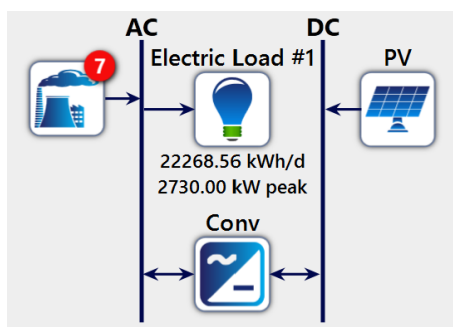 AC
DC
7
Electric Load #1
PV
22268.56 kWh/d
2730.00 kW peak
Conv